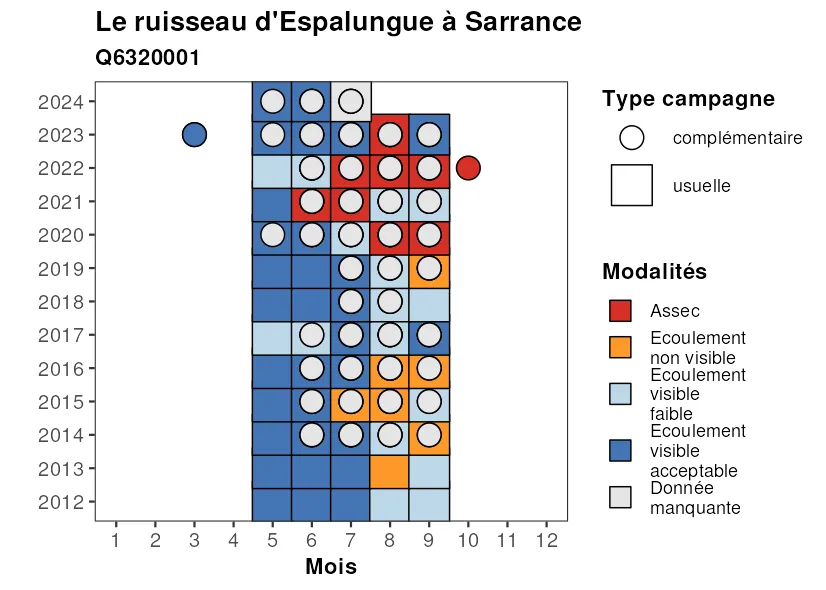 Le ruisseau d'Espalungue à Sarrance
Q6320001
2024
2023
2022
2021
2020
2019
2018
2017
2016
2015
2014
2013
2012
1 2 3 4 5 6 7 8 9 10 11 12
Mois
Type campagne
complémentaire
usuelle
Modalités
Assec
Ecoulement
non visible
Ecoulement
visible
faible
Ecoulement
visible
acceptable
Donnée
manquante